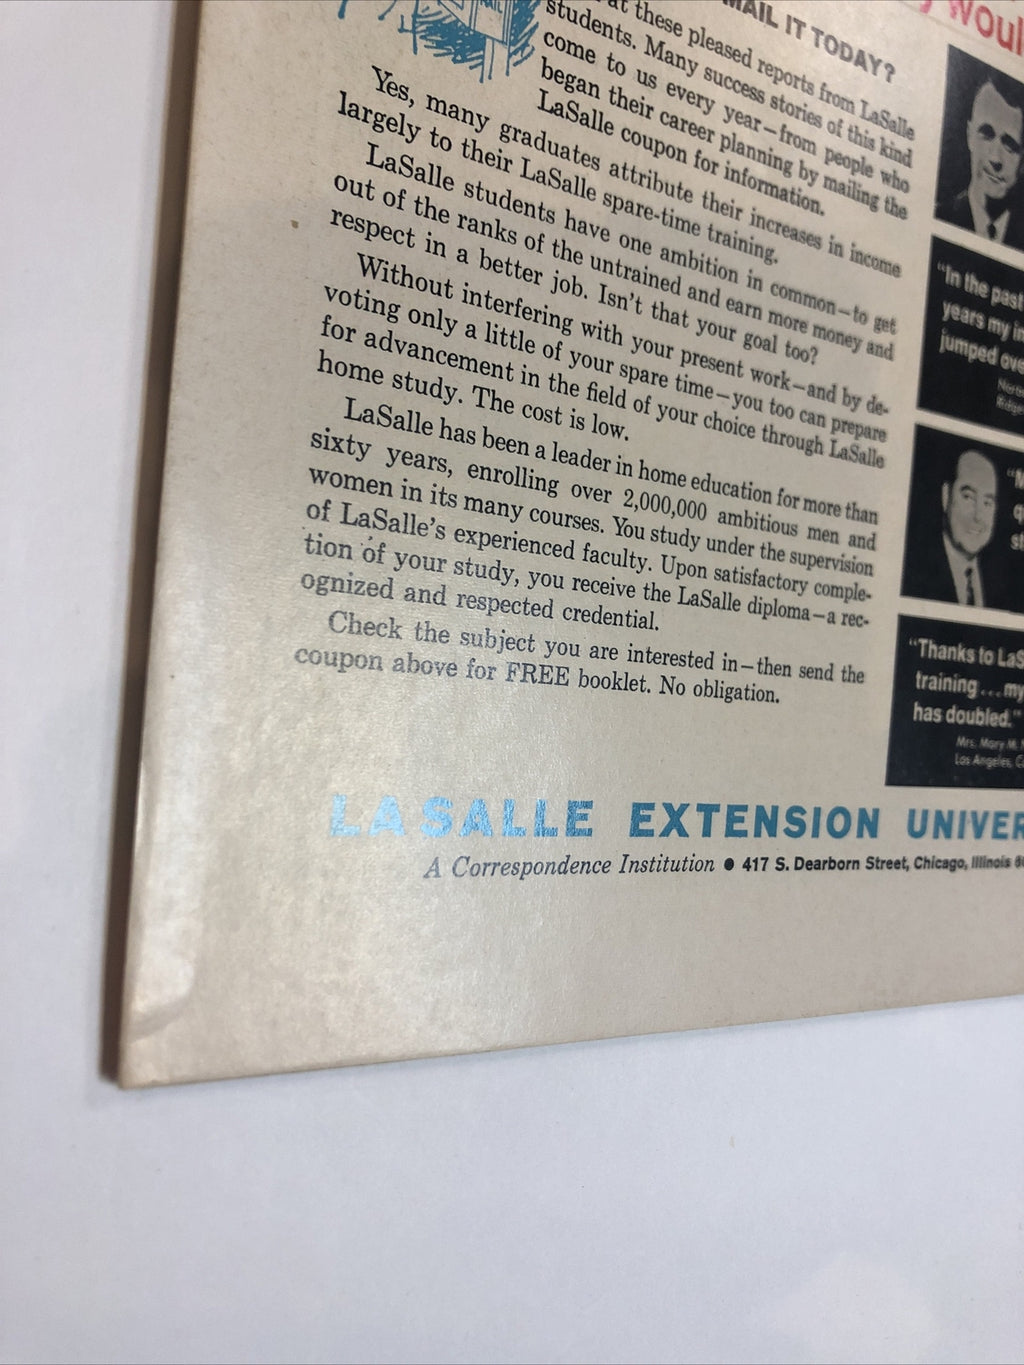 MAIL
MAIL IT TODAY?
at these pleased reports from LaSalle
students. Many success stories of this kind
come to us every year—from people who
began their career planning by mailing the
LaSalle coupon for information.
Yes, many graduates attribute their increases in income
largely to their LaSalle spare-time training.
LaSalle students have one ambition in common—to get
out of the ranks of the untrained and earn more money and
respect in a better job. Isn't that your goal too?
Without interfering with your present work—and by de-
voting only a little of your spare time—you too can prepare
for advancement in the field of your choice through LaSalle
home study. The cost is low.
LaSalle has been a leader in home education for more than
sixty years, enrolling over 2,000,000 ambitious men and
women in its many courses. You study under the supervision
of LaSalle's experienced faculty. Upon satisfactory comple-
tion of your study, you receive the LaSalle diploma—a rec-
ognized and respected credential.
Check the subject you are interested in—then send the
coupon above for FREE booklet. No obligation.
"In the past
years my
jumped
"Thanks to
training...my
has doubled."
Mrs. Mary M.
Los Angeles,
LA SALLE EXTENSION
A Correspondence Institution ● 417 S. Dearborn Street, Chicago, Illinois